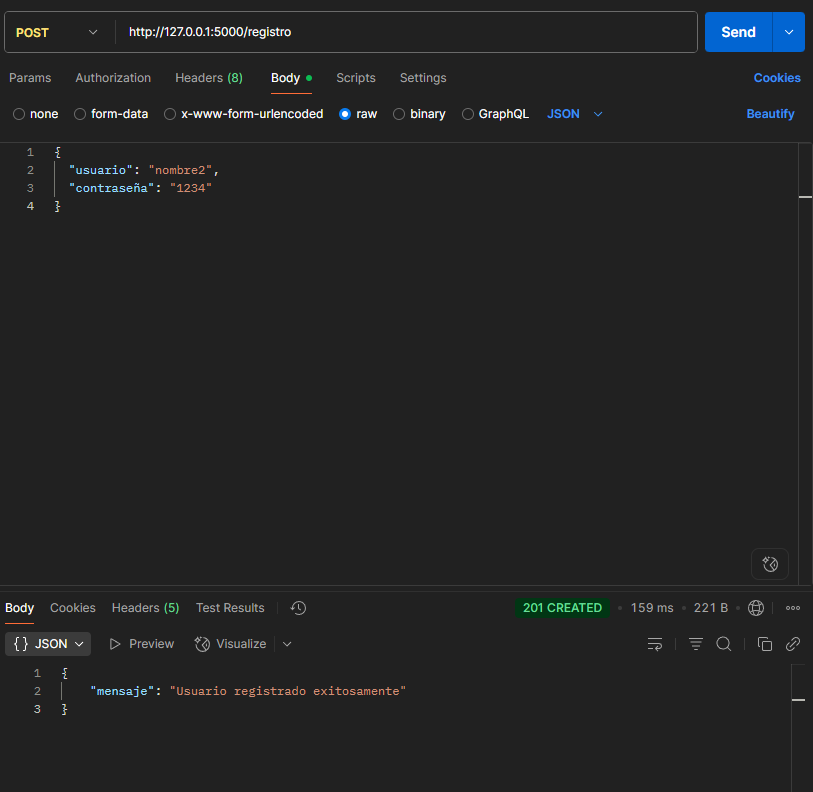 POST http://127.0.0.1:5000/registro Send
Params Authorization Headers (8) Body Scripts Settings Cookies
none form-data x-www-form-urlencoded raw binary GraphQL JSON Beautify
1 {
2 "usuario": "nombre2",
3 "contraseña": "1234"
4 }
Body Cookies Headers (5) Test Results 201 CREATED 159 ms 221 B
{} JSON Preview Visualize
1 {
2 "mensaje": "Usuario registrado exitosamente"
3 }